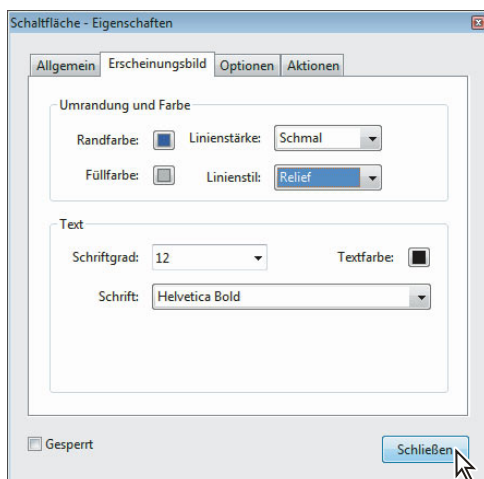 Schaltfläche - Eigenschaften
Allgemein Erscheinungsbild Optionen Aktionen
Umrandung und Farbe
Randfarbe: Linienstärke: Schmal
Füllfarbe: Linienstil: Relief
Text
Schriftgrad: 12 Textfarbe:
Schrift: Helvetica Bold
Gesperrt Schließen